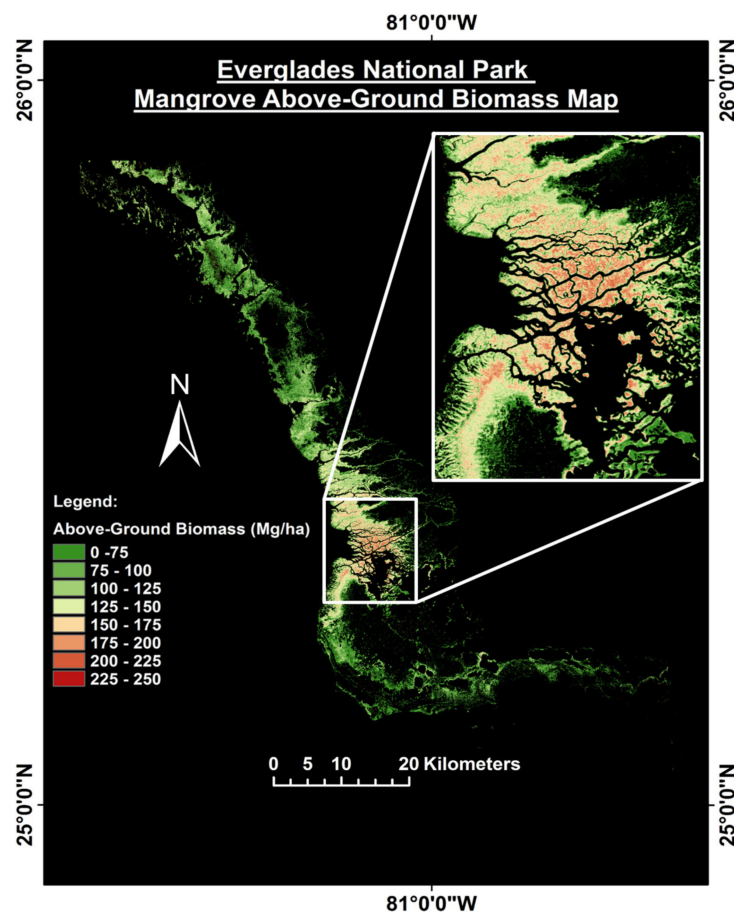 81°0'0"W
26°0'0"N
26°0'0"N
Everglades National Park
Mangrove Above-Ground Biomass Map
N
Legend:
Above-Ground Biomass (Mg/ha)
0 -75
75 - 100
100 - 125
125 - 150
150 - 175
175 - 200
200 - 225
225 - 250
0 5 10 20 Kilometers
25°0'0"N
25°0'0"N
81°0'0"W